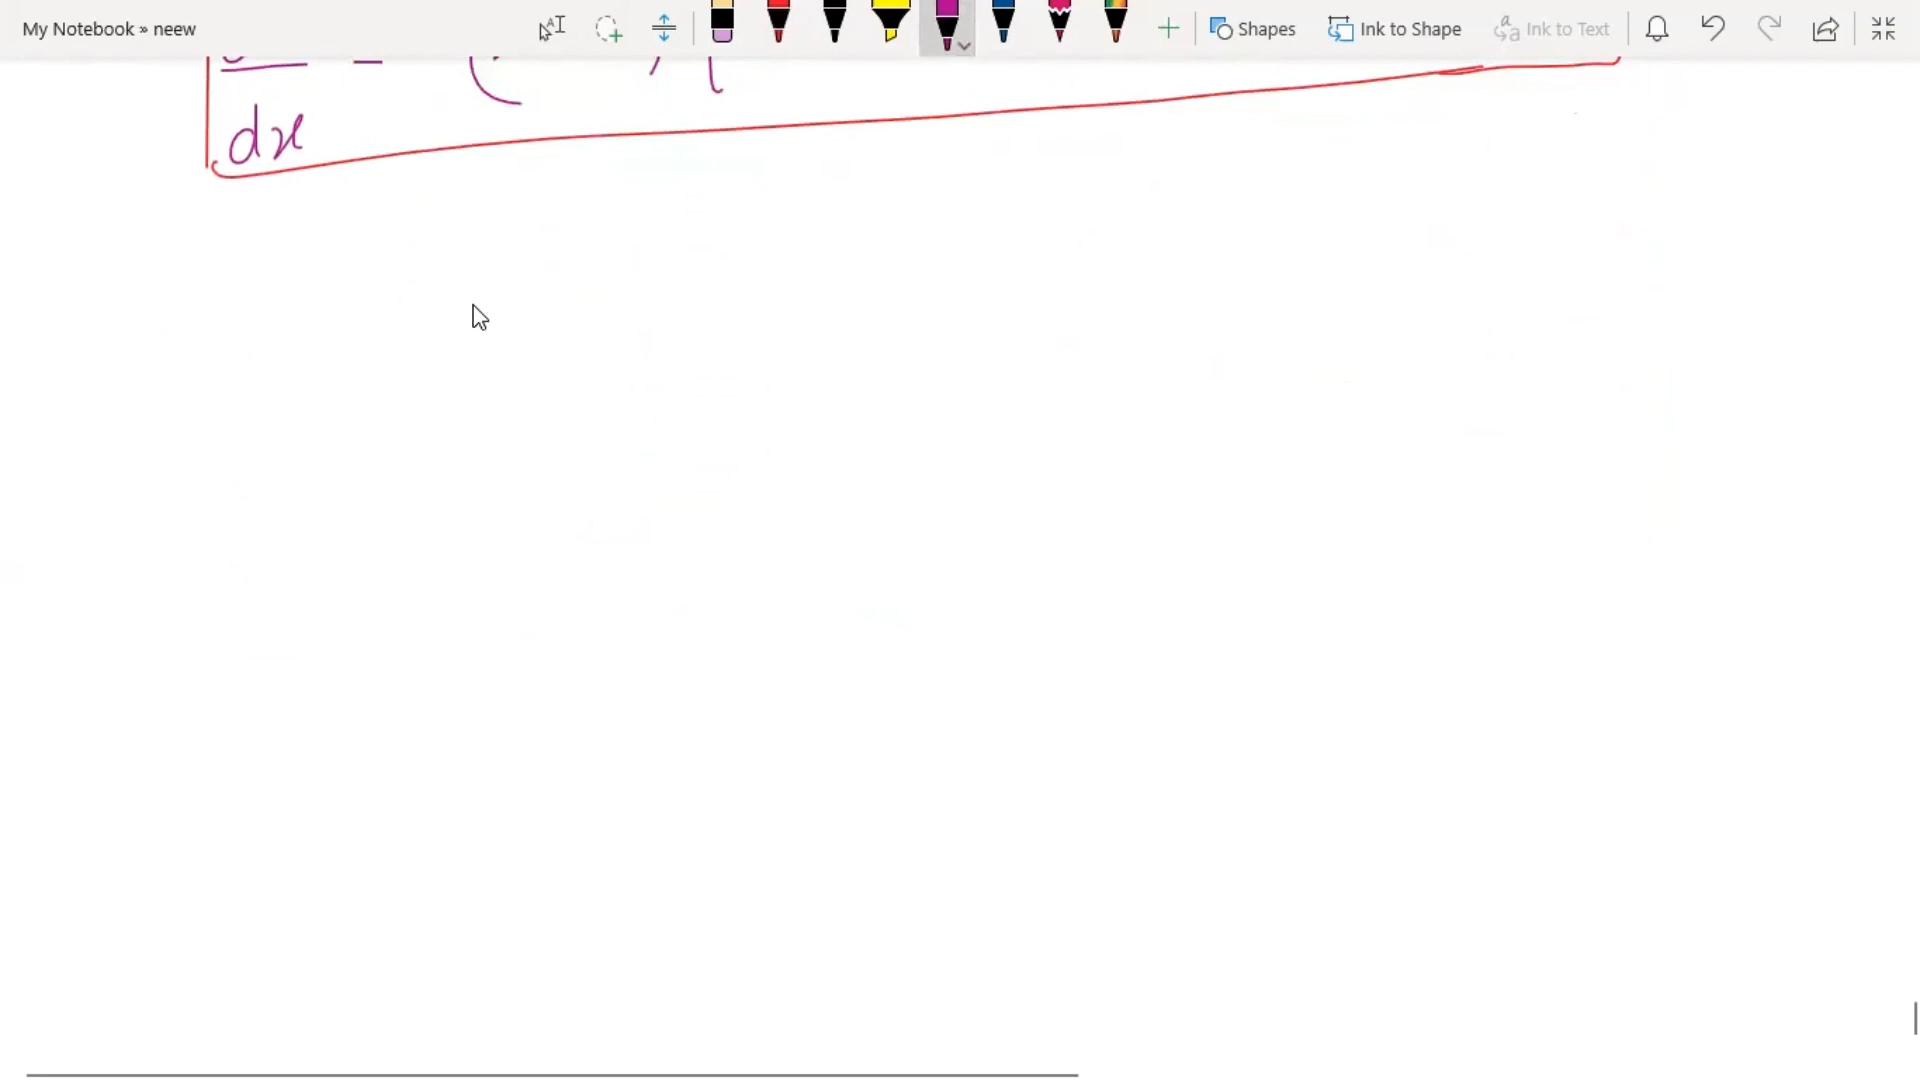 My Notebook » neew
Shapes
Ink to Shape
Ink to Text
dx